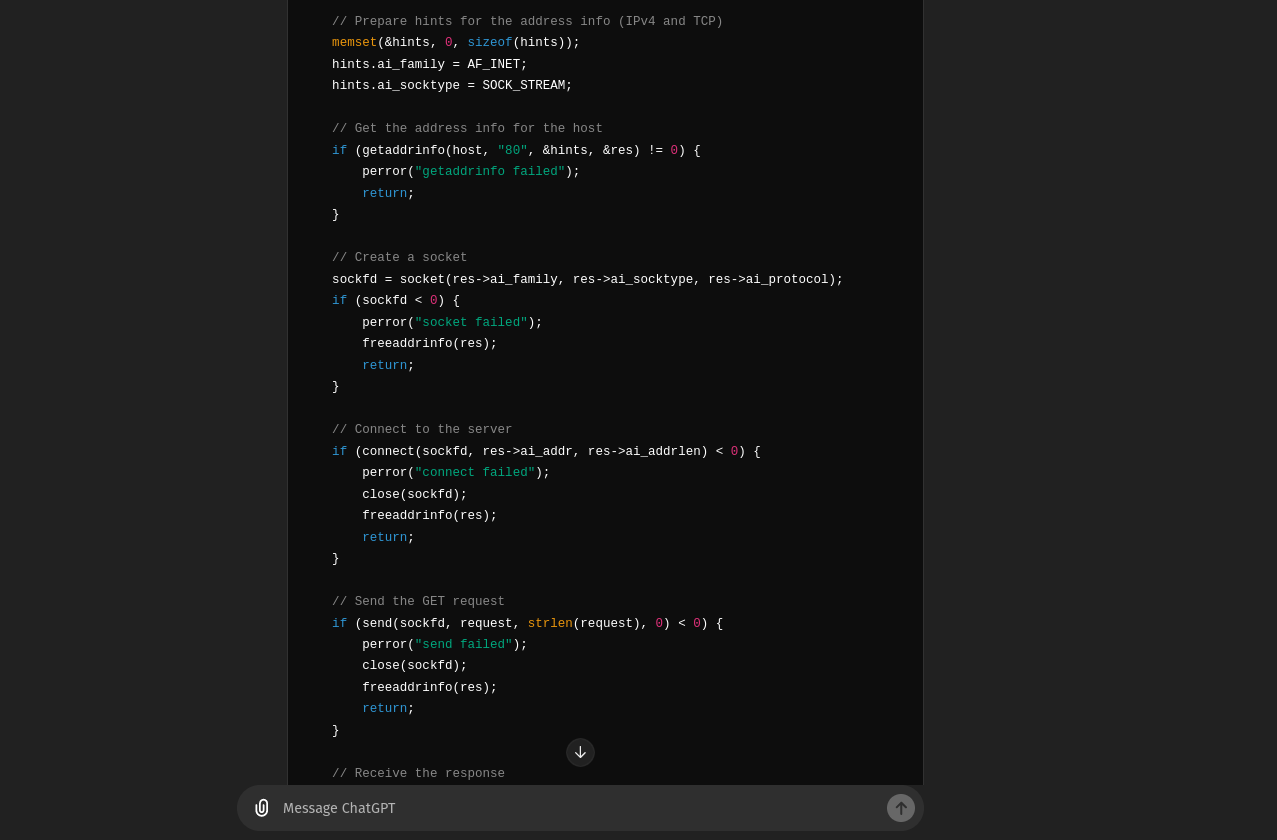 // Prepare hints for the address info (IPv4 and TCP)
memset(&hints, 0, sizeof(hints));
hints.ai_family = AF_INET;
hints.ai_socktype = SOCK_STREAM;
// Get the address info for the host
if (getaddrinfo(host, "80", &hints, &res) != 0) {
    perror("getaddrinfo failed");
    return;
}
// Create a socket
sockfd = socket(res->ai_family, res->ai_socktype, res->ai_protocol);
if (sockfd < 0) {
    perror("socket failed");
    freeaddrinfo(res);
    return;
}
// Connect to the server
if (connect(sockfd, res->ai_addr, res->ai_addrlen) < 0) {
    perror("connect failed");
    close(sockfd);
    freeaddrinfo(res);
    return;
}
// Send the GET request
if (send(sockfd, request, strlen(request), 0) < 0) {
    perror("send failed");
    close(sockfd);
    freeaddrinfo(res);
    return;
}
// Receive the response
Message ChatGPT